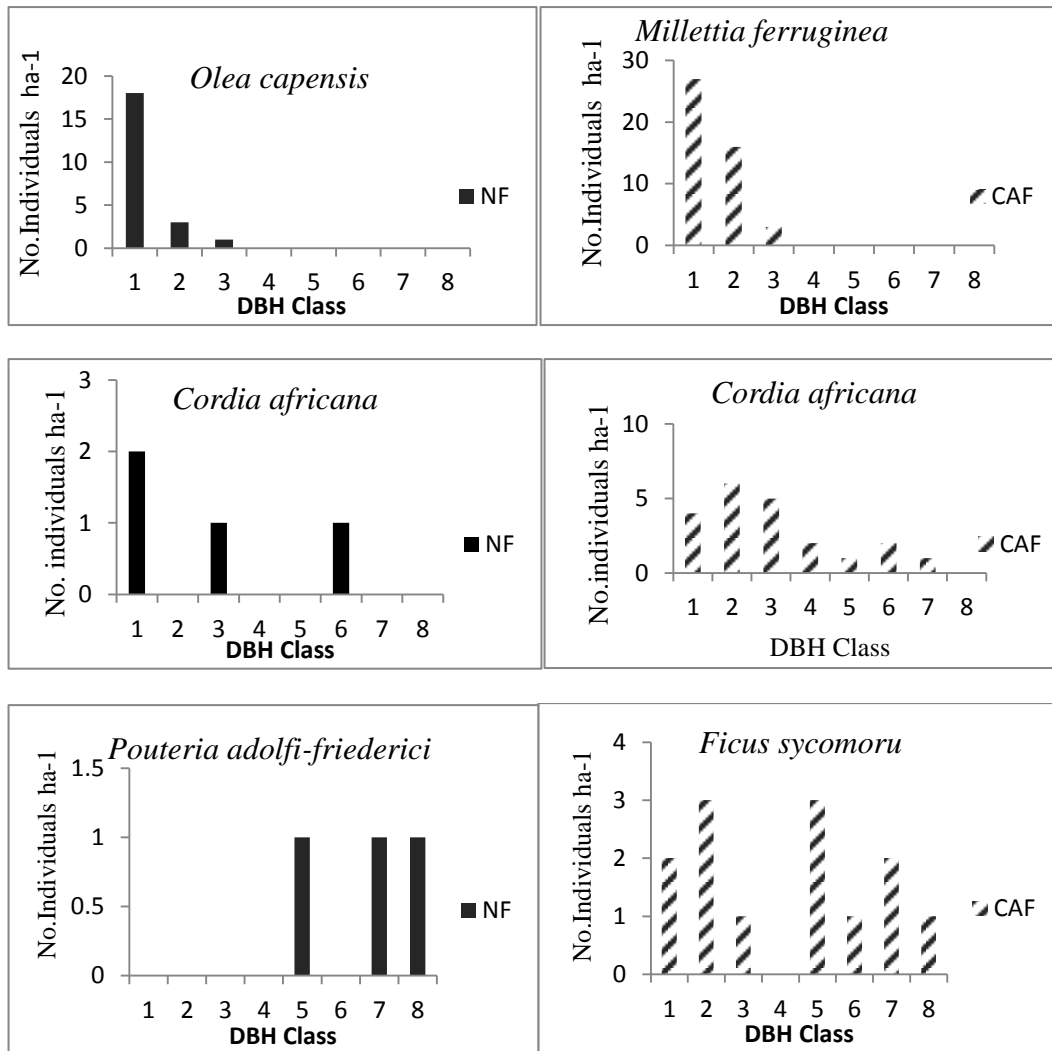 Olea capensis
No.Individuals ha-1
20
15
10
5
0
1 2 3 4 5 6 7 8
DBH Class
NF
Millettia ferruginea
No.Individuals ha-1
30
20
10
0
1 2 3 4 5 6 7 8
DBH Class
CAF
Cordia africana
No. individuals ha-1
3
2
1
0
1 2 3 4 5 6 7 8
DBH Class
NF
Cordia africana
No.individuals ha-1
10
5
0
1 2 3 4 5 6 7 8
DBH Class
CAF
Pouteria adolfi-friederici
No.Individuals ha-1
1.5
1
0.5
0
1 2 3 4 5 6 7 8
DBH Class
NF
Ficus sycomoru
No.Individuals ha-1
4
3
2
1
0
1 2 3 4 5 6 7 8
DBH Class
CAF